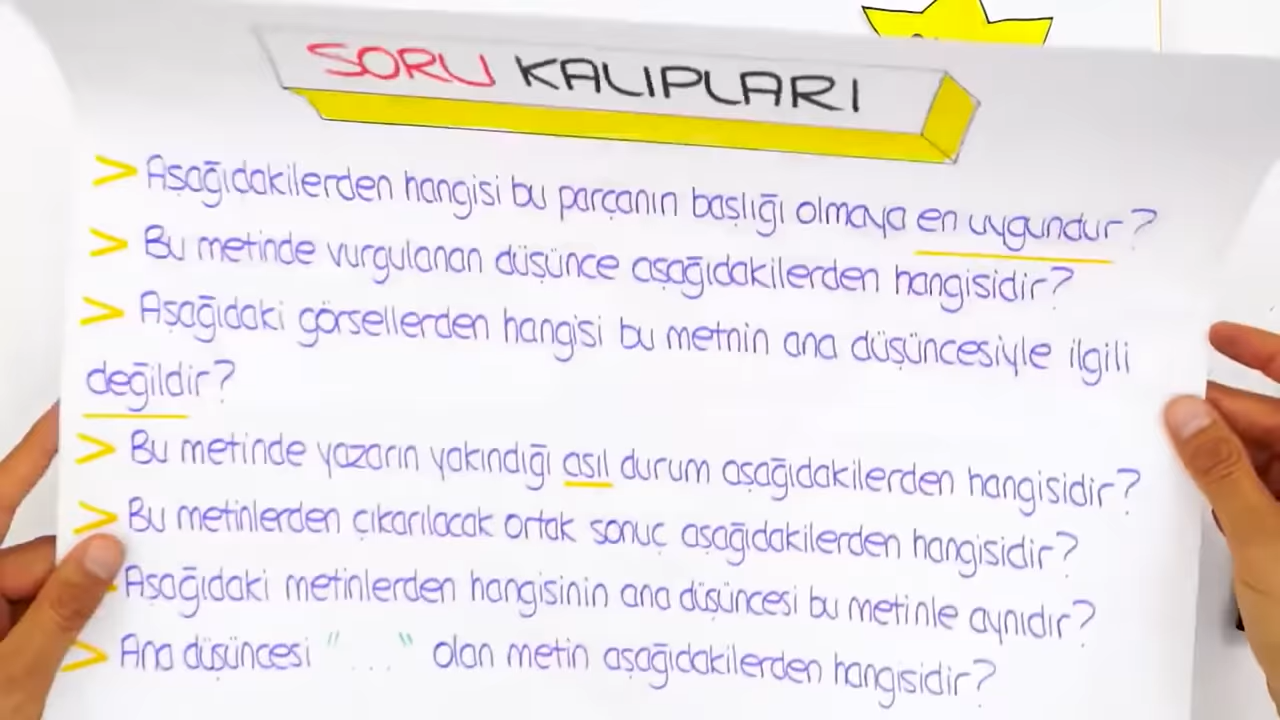 SORU KALIPLARI
> Aşağıdakilerden hangisi bu parçanın başlığı olmaya en uygundur?
> Bu metinde vurgulanan düşünce aşağıdakilerden hangisidir?
> Aşağıdaki görsellerden hangisi bu metnin ana düşüncesiyle ilgili
değildir?
> Bu metinde yazarın yakındığı asıl durum aşağıdakilerden hangisidir?
> Bu metinlerden çıkarılacak ortak sonuç aşağıdakilerden hangisidir?
Aşağıdaki metinlerden hangisinin ana düşüncesi bu metinle aynıdır?
> Ana düşüncesi "..." olan metin aşağıdakilerden hangisidir?